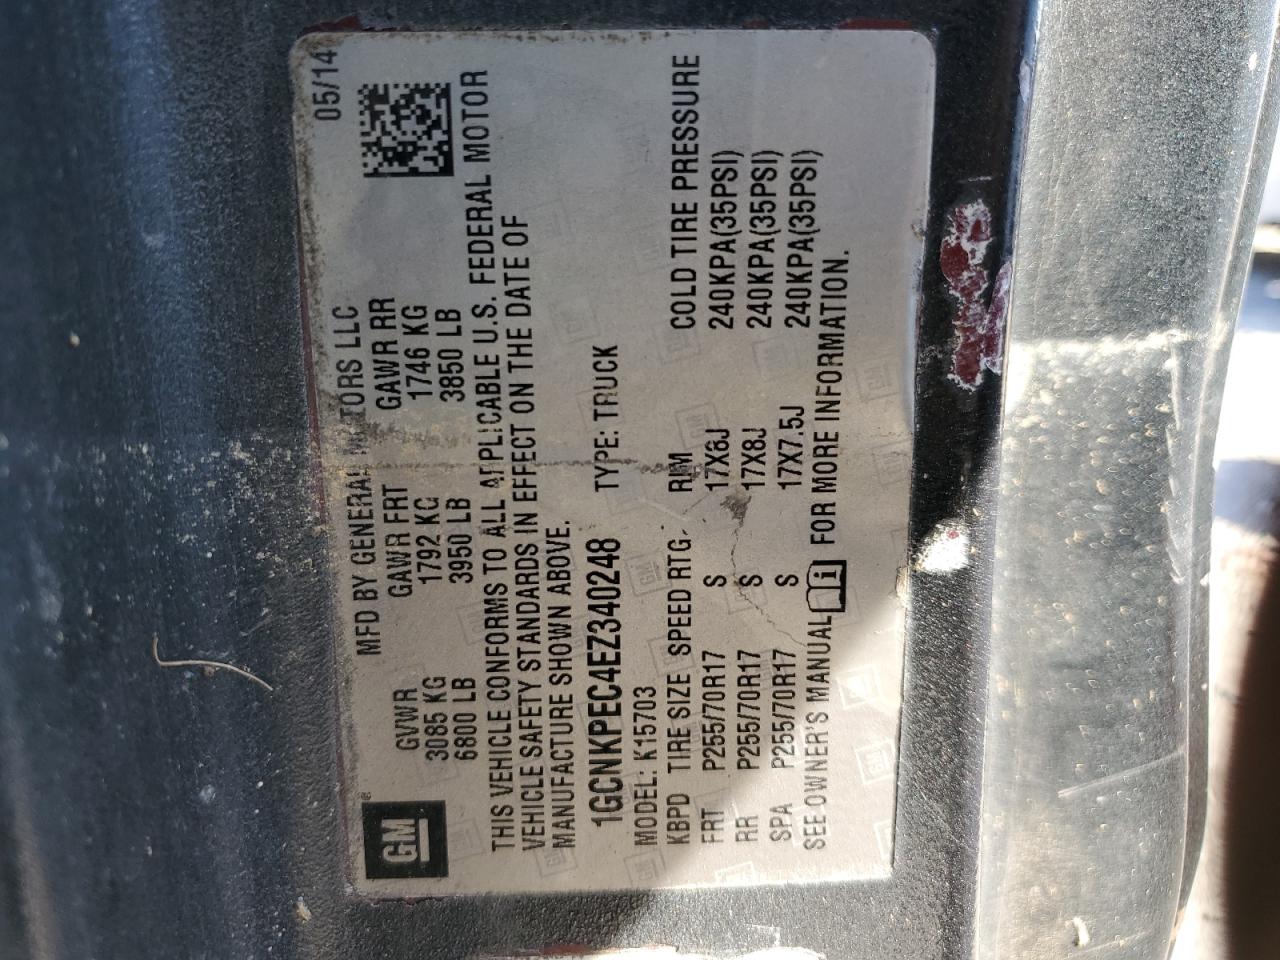 GM
MFD BY GENERAL MOTORS LLC 05/14
GVWR GAWR FRT GAWR RR
3085 KG 1792 KG 1746 KG
6800 LB 3950 LB 3850 LB
THIS VEHICLE CONFORMS TO ALL APPLICABLE U.S. FEDERAL MOTOR
VEHICLE SAFETY STANDARDS IN EFFECT ON THE DATE OF
MANUFACTURE SHOWN ABOVE.
1GCNKPEC4EZ340248 TYPE: TRUCK
MODEL: K15703
KBPD TIRE SIZE SPEED RTG. RIM COLD TIRE PRESSURE
FRT P255/70R17 S 17X8J 240KPA(35PSI)
RR P255/70R17 S 17X8J 240KPA(35PSI)
SPA P255/70R17 S 17X7.5J 240KPA(35PSI)
SEE OWNER'S MANUAL i FOR MORE INFORMATION.